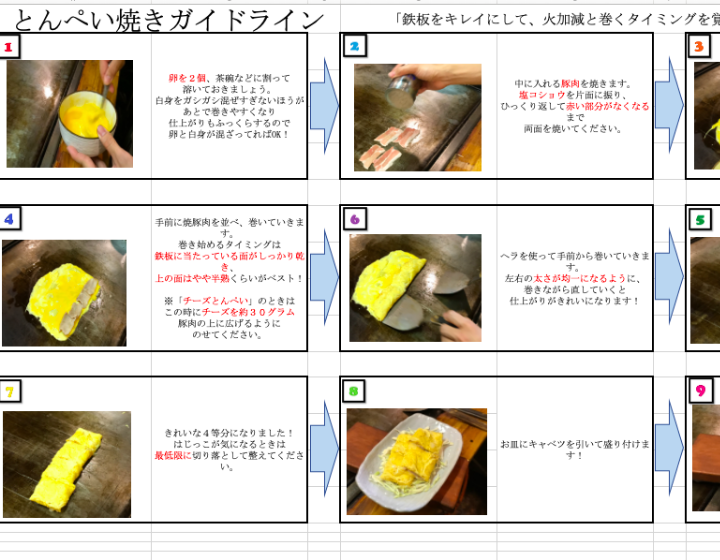 とんぺい焼きガイドライン
「鉄板をキレイにして、火加減と巻くタイミングを覚
1
卵を２個、茶碗などに割って
溶いておきましょう。
白身をガシガシ混ぜすぎないほうが
あとで巻きやすくなり
仕上がりもふっくらするので
卵と白身が混ざってればOK！
2
中に入れる豚肉を焼きます。
塩コショウを片面に振り、
ひっくり返して赤い部分がなくなる
まで
両面を焼いてください。
3
4
手前に焼豚肉を並べ、巻いていきま
す。
巻き始めるタイミングは
鉄板に当たっている面がしっかり乾
き、
上の面はやや半熟くらいがベスト！
※「チーズとんぺい」のときは
この時にチーズを約３０グラム
豚肉の上に広げるように
のせてください。
6
ヘラを使って手前から巻いていきま
す。
左右の太さが均一になるように、
巻きながら直していくと
仕上がりがきれいになります！
5
7
きれいな４等分になりました！
はじっこが気になるときは
最低限に切り落として整えてくださ
い。
8
お皿にキャベツを引いて盛り付けま
す！
9